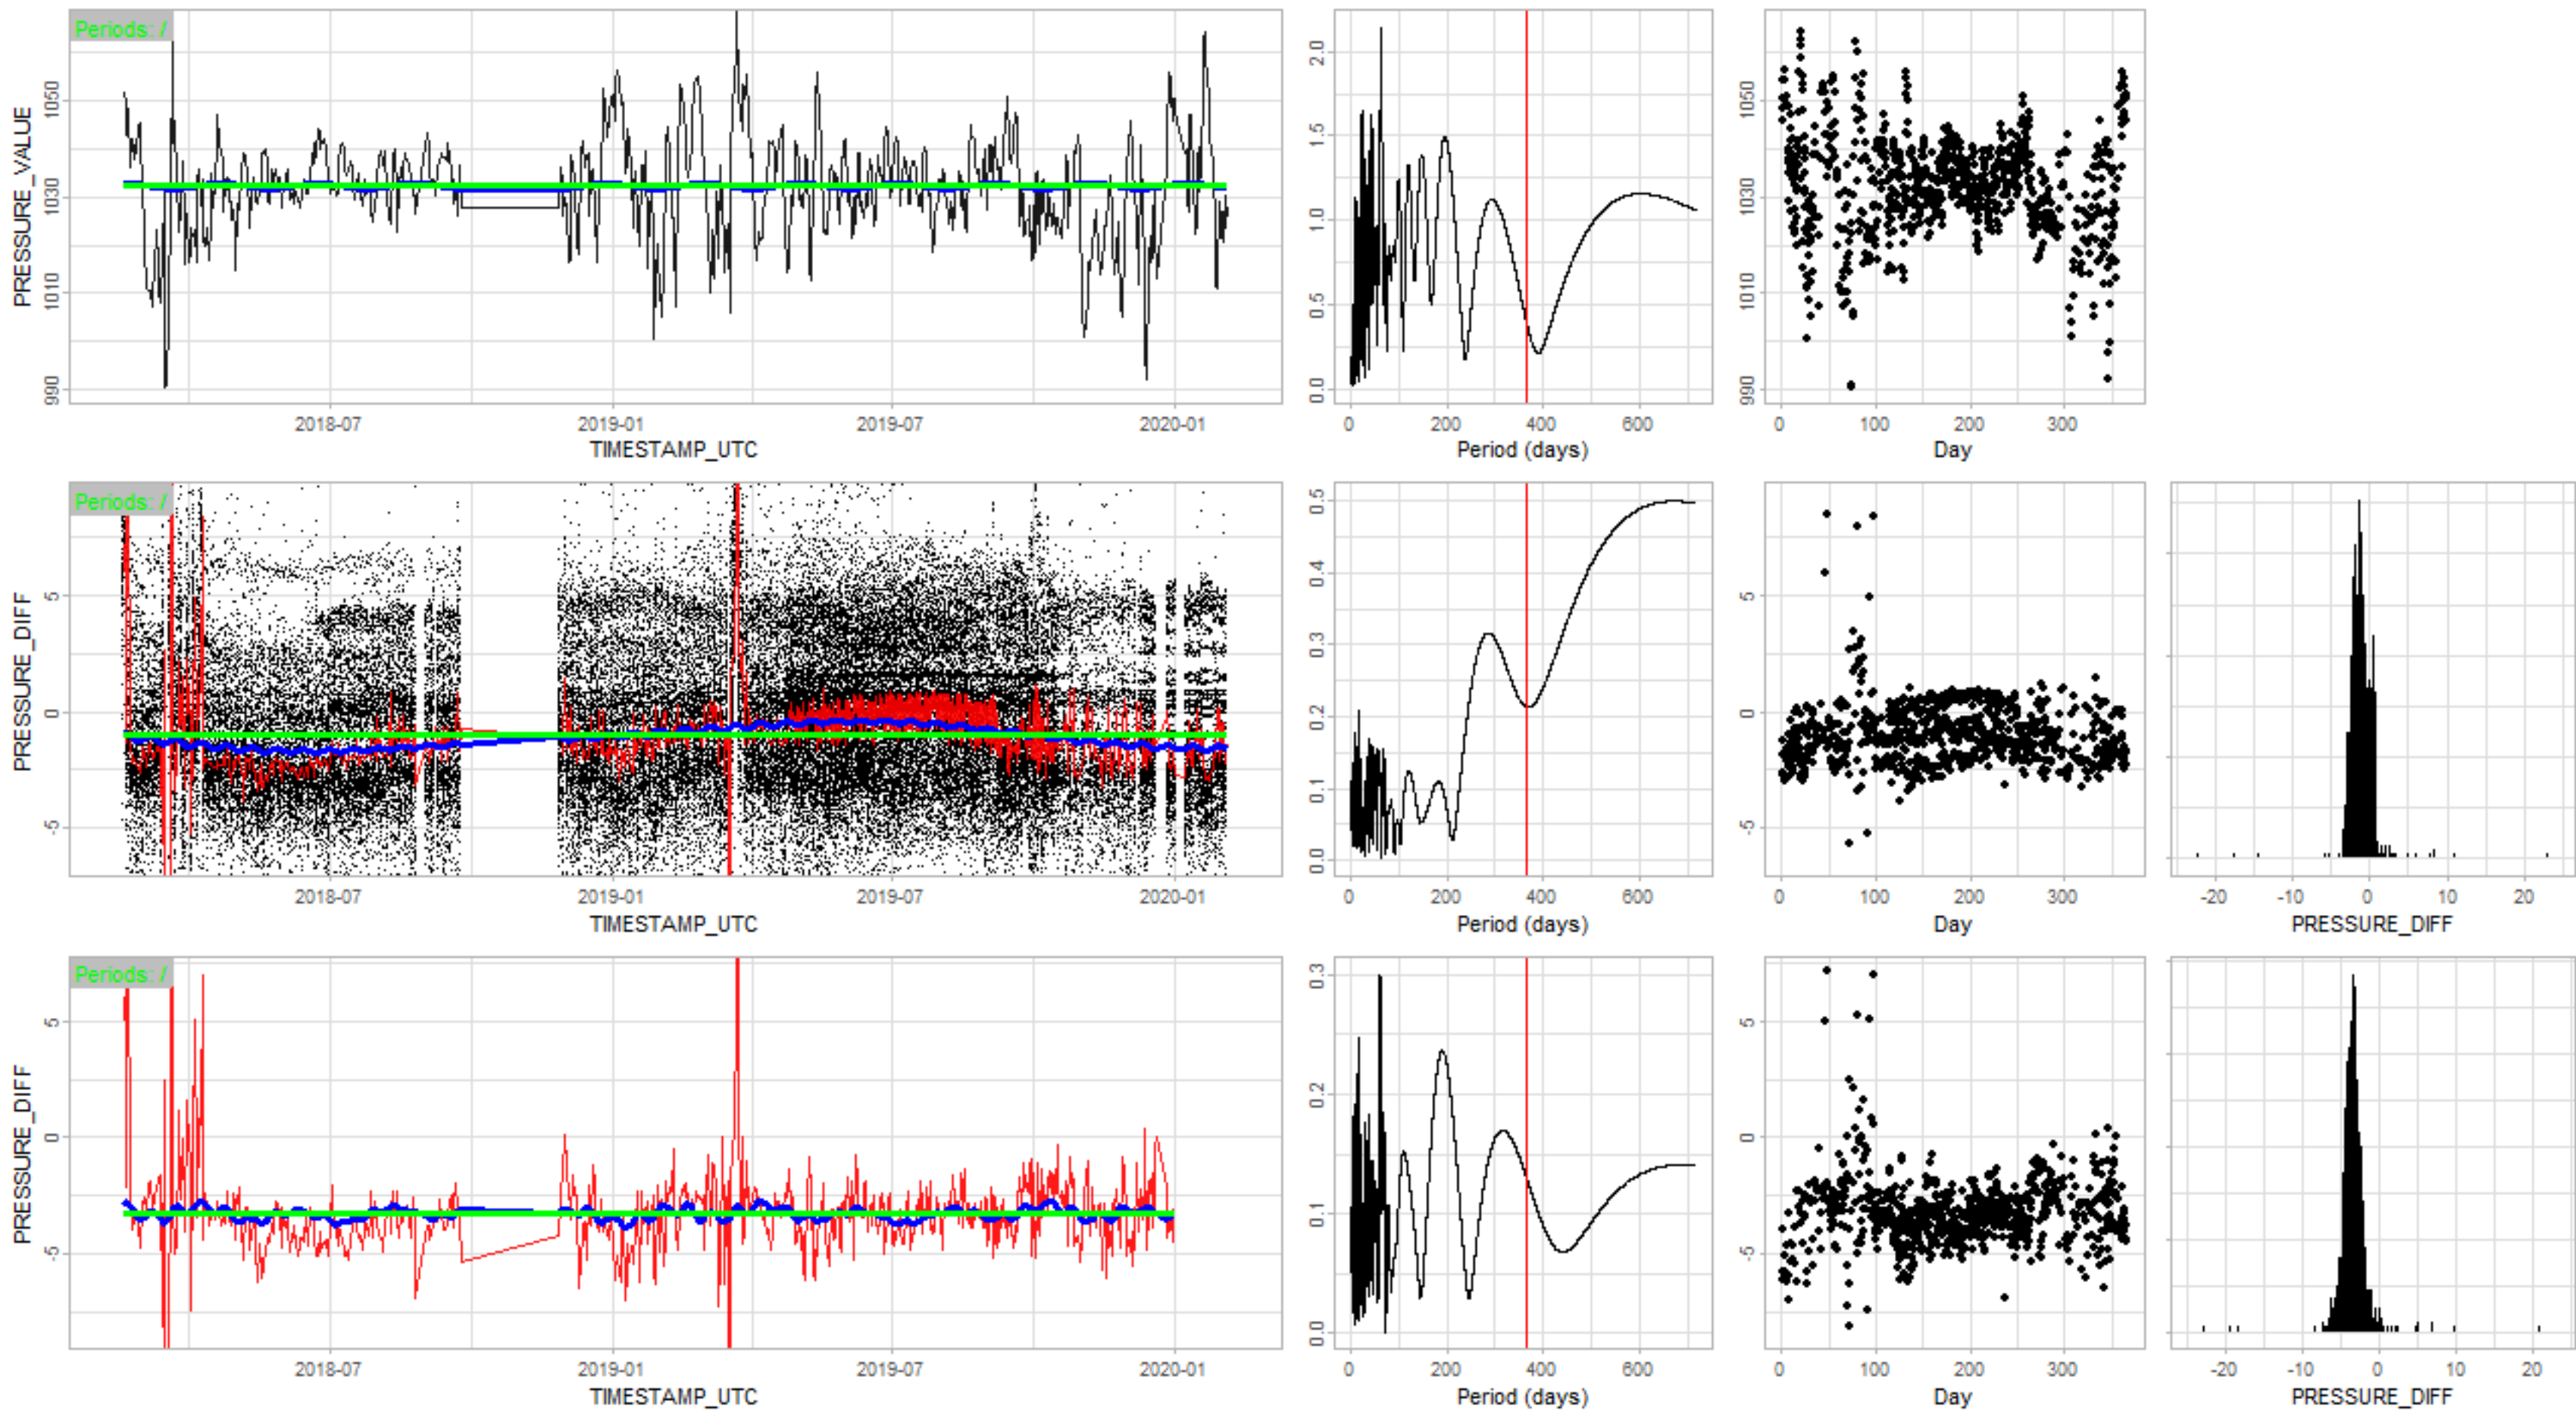 Periods: /
PRESSURE_VALUE
990 1010 1030 1050
2018-07 2019-01 2019-07 2020-01
TIMESTAMP_UTC
0.0 0.5 1.0 1.5 2.0
0 200 400 600
Period (days)
990 1010 1030 1050
0 100 200 300
Day
Periods: /
PRESSURE_DIFF
-5 0 5
2018-07 2019-01 2019-07 2020-01
TIMESTAMP_UTC
0.0 0.1 0.2 0.3 0.4 0.5
0 200 400 600
Period (days)
-5 0 5
0 100 200 300
Day
-20 -10 0 10 20
PRESSURE_DIFF
Periods: /
PRESSURE_DIFF
-5 0 5
2018-07 2019-01 2019-07 2020-01
TIMESTAMP_UTC
0.0 0.1 0.2 0.3
0 200 400 600
Period (days)
-5 0 5
0 100 200 300
Day
-20 -10 0 10 20
PRESSURE_DIFF